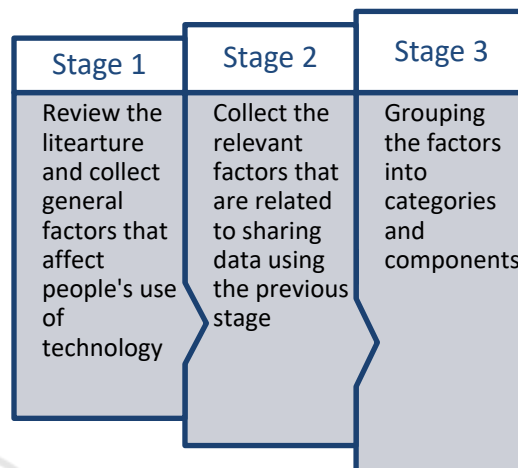 Stage 1
Review the
litearture
and collect
general
factors that
affect
people's use
of
technology
Stage 2
Collect the
relevant
factors that
are related
to sharing
data using
the previous
stage
Stage 3
Grouping
the factors
into
categories
and
components